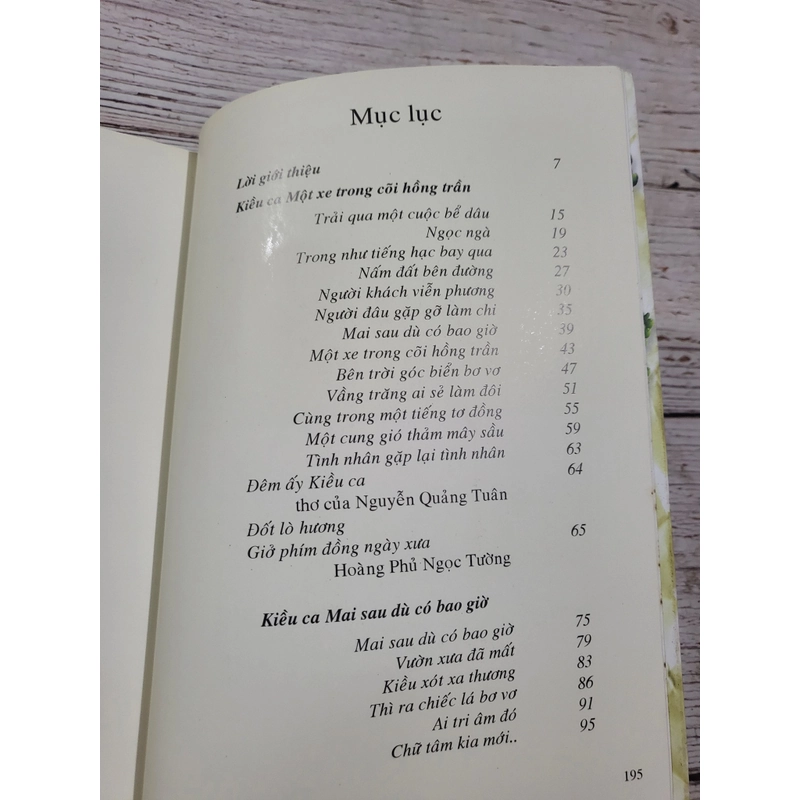 Mục lục
Lời giới thiệu 7
Kiều ca Một xe trong cõi hồng trần
Trải qua một cuộc bể dâu 15
Ngọc ngà 19
Trong như tiếng hạc bay qua 23
Nấm đất bên đường 27
Người khách viễn phương 30
Người đâu gặp gỡ làm chi 35
Mai sau dù có bao giờ 39
Một xe trong cõi hồng trần 43
Bên trời góc biển bơ vơ 47
Vầng trăng ai sẻ làm đôi 51
Cùng trong một tiếng tơ đồng 55
Một cung gió thảm mây sầu 59
Tình nhân gặp lại tình nhân 63
Đêm ấy Kiều ca 64
thơ của Nguyễn Quảng Tuân
Đốt lò hương
Giở phím đồng ngày xưa 65
Hoàng Phủ Ngọc Tường
Kiều ca Mai sau dù có bao giờ
Mai sau dù có bao giờ 75
Vườn xưa đã mất 79
Kiều xót xa thương 83
Thì ra chiếc lá bơ vơ 86
Ai tri âm đó 91
Chữ tâm kia mới.. 95
195